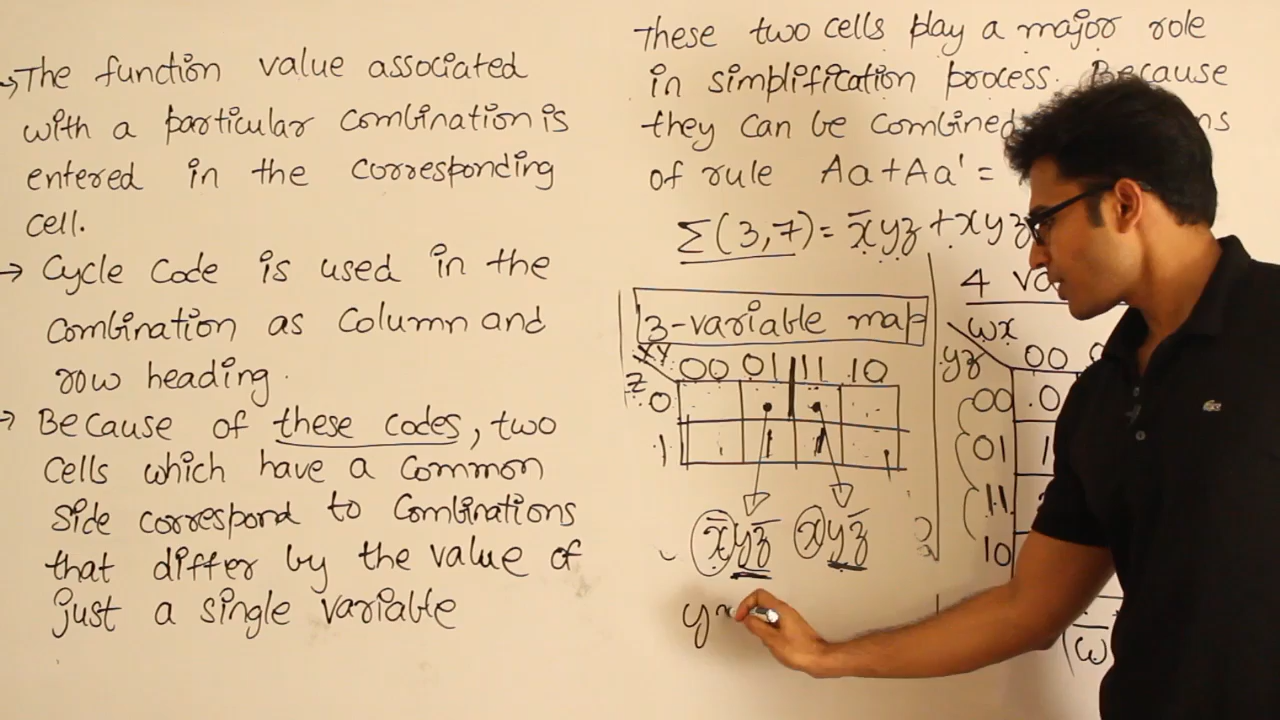 →The function value associated
with a particular combination is
entered in the corresponding
cell.
→ Cycle Code is used in the
Combination as Column and
row heading.
→ Because of these codes, two
cells which have a common
side correspond to Combinations
that differ by the value of
just a single variable
These two cells play a major role
in simplification process. Because
they can be combined
of rule Aa+Aa' =
Σ(3,7) = x̄yz + xyz
3-variable map
xy 00 01 11 10
z 0
1
x̄yz̄ xyz̄
y
4
wx
yz 00
00 0
01 1
11
10
w